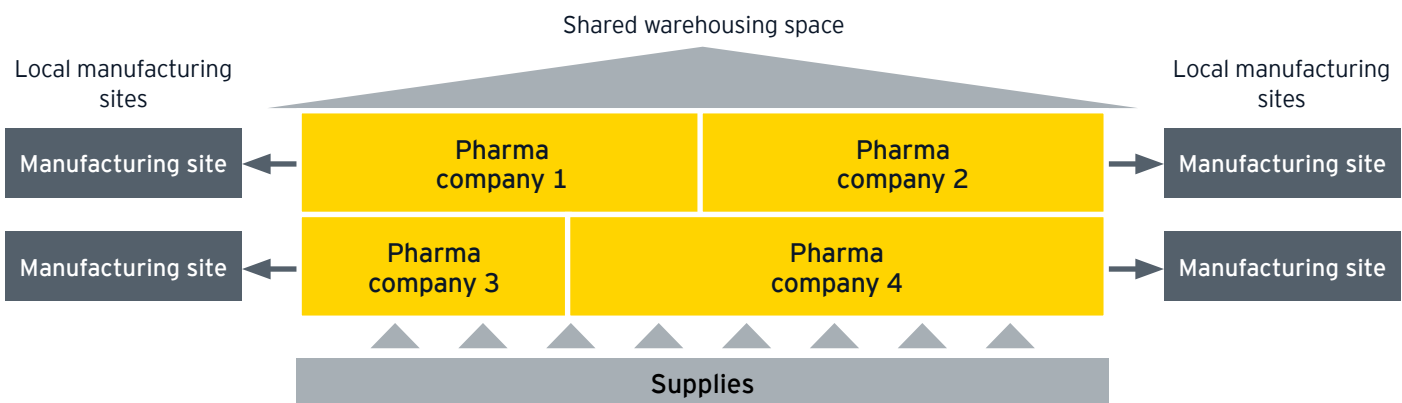 Shared warehousing space
Local manufacturing
sites
Local manufacturing
sites
Manufacturing site
Pharma
company 1
Pharma
company 2
Manufacturing site
Manufacturing site
Pharma
company 3
Pharma
company 4
Manufacturing site
Supplies